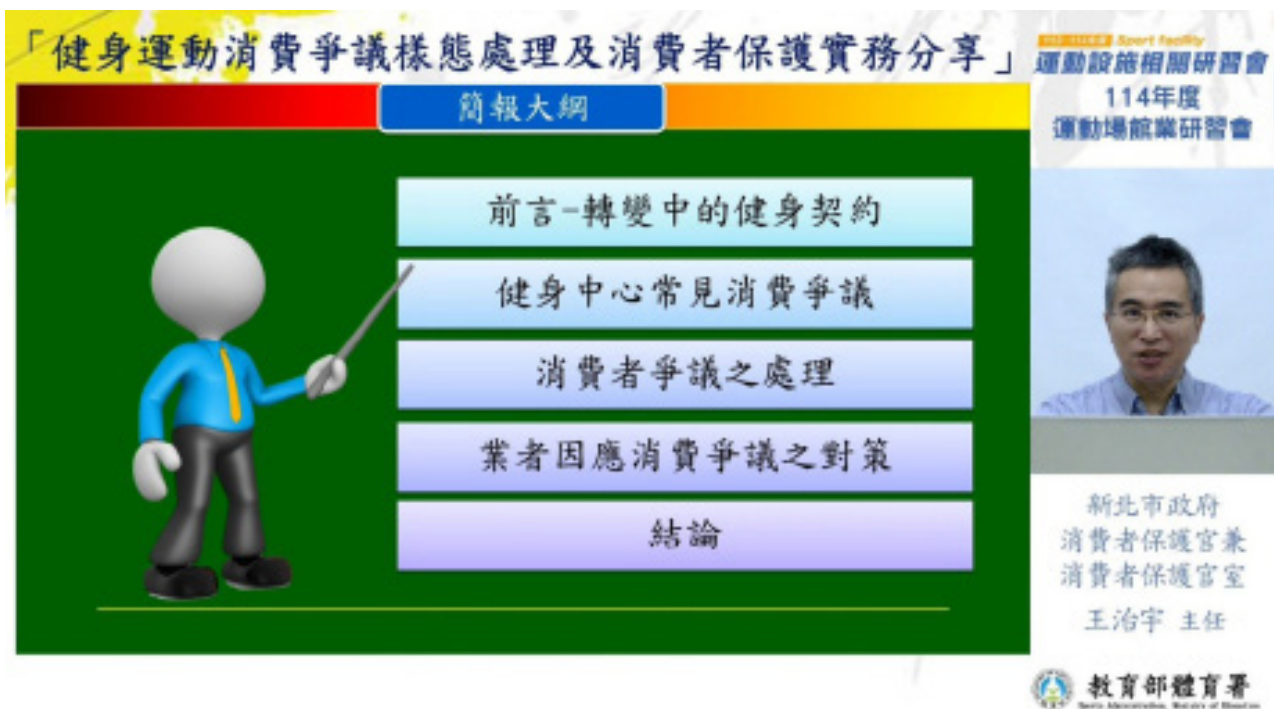 「健身運動消費爭議樣態處理及消費者保護實務分享」
簡報大綱
前言-轉變中的健身契約
健身中心常見消費爭議
消費者爭議之處理
業者因應消費爭議之對策
結論
Sport facility
運動設施相關研習會
114年度
運動場館業研習會
新北市政府
消費者保護官兼
消費者保護官室
王治宇 主任
教育部體育署